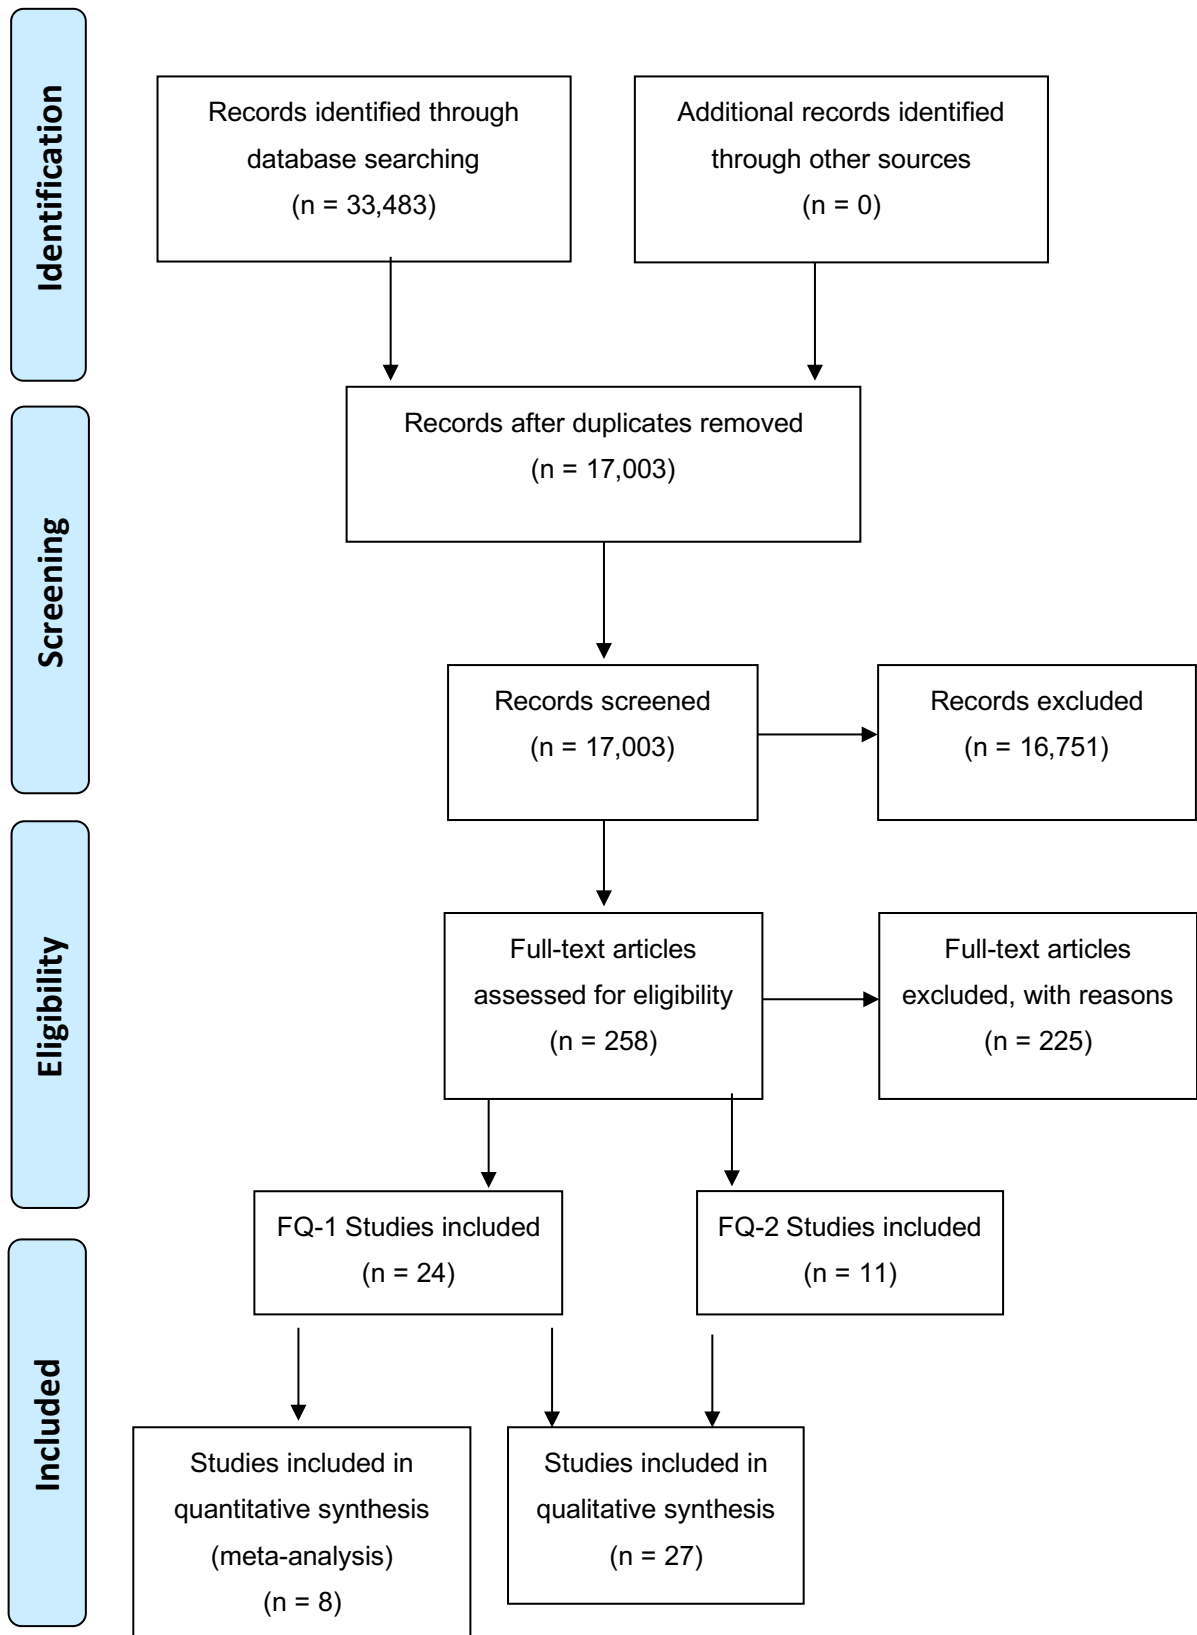 Identification
Records identified through
database searching
(n = 33,483)
Additional records identified
through other sources
(n = 0)
Records after duplicates removed
(n = 17,003)
Screening
Records screened
(n = 17,003)
Records excluded
(n = 16,751)
Eligibility
Full-text articles
assessed for eligibility
(n = 258)
Full-text articles
excluded, with reasons
(n = 225)
FQ-1 Studies included
(n = 24)
FQ-2 Studies included
(n = 11)
Included
Studies included in
quantitative synthesis
(meta-analysis)
(n = 8)
Studies included in
qualitative synthesis
(n = 27)